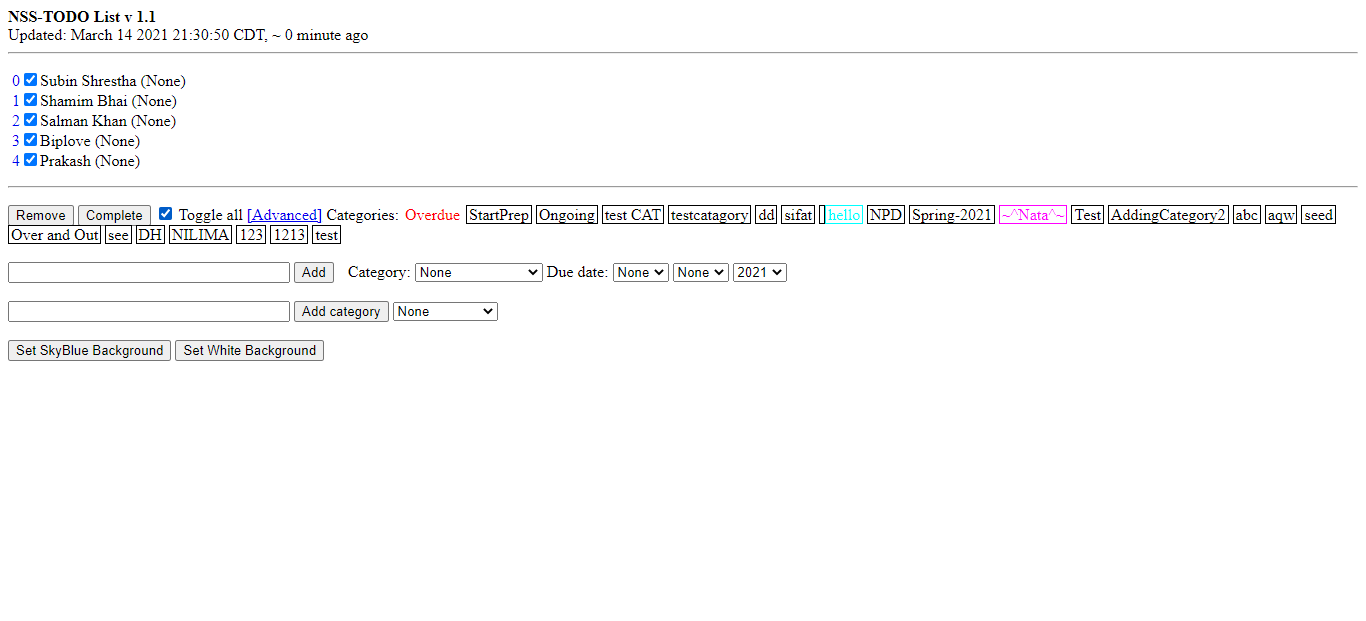 NSS-TODO List v 1.1
Updated: March 14 2021 21:30:50 CDT, ~ 0 minute ago
0 Subin Shrestha (None)
1 Shamim Bhai (None)
2 Salman Khan (None)
3 Biplove (None)
4 Prakash (None)
Remove Complete Toggle all [Advanced] Categories: Overdue StartPrep Ongoing test CAT testcatagory dd sifat hello NPD Spring-2021 ~^Nata^~ Test AddingCategory2 abc aqw seed
Over and Out see DH NILIMA 123 1213 test
Add Category: None Due date: None None 2021
Add category None
Set SkyBlue Background Set White Background